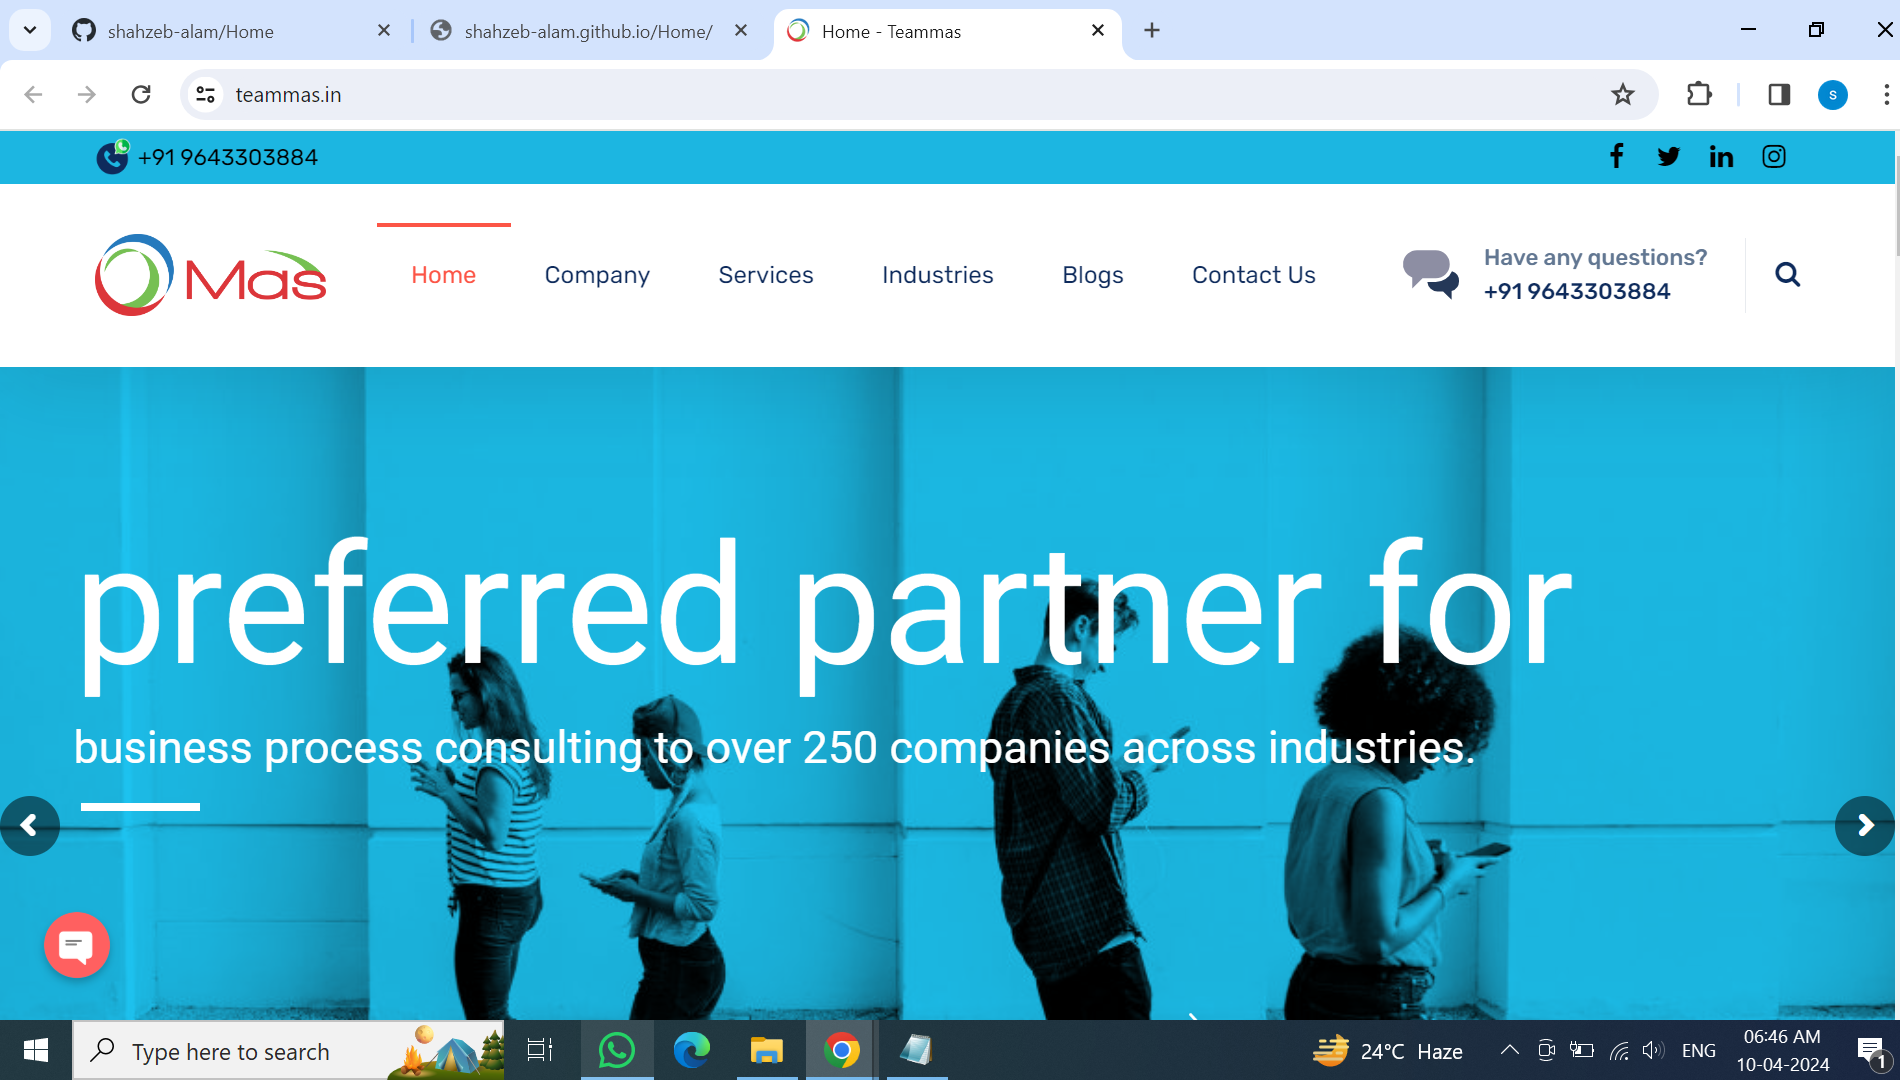 shahzeb-alam/Home
shahzeb-alam.github.io/Home/
Home - Teammas
teammas.in
s
+91 9643303884
Mas
Home
Company
Services
Industries
Blogs
Contact Us
Have any questions?
+91 9643303884
preferred partner for
business process consulting to over 250 companies across industries.
Type here to search
24°C Haze
ENG
06:46 AM
10-04-2024
1